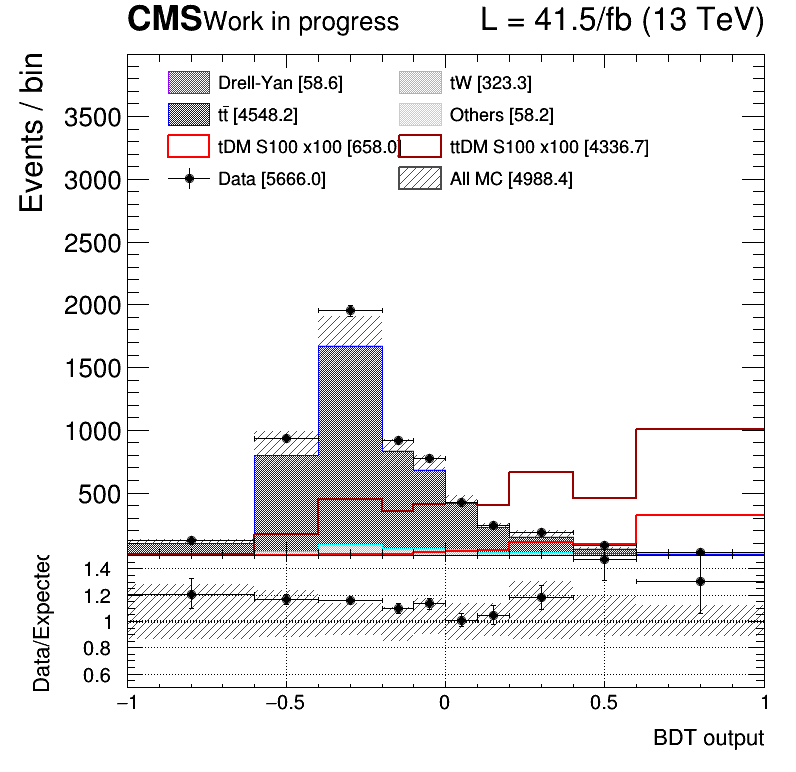 CMS Work in progress L = 41.5/fb (13 TeV)
Events / bin
3500
3000
2500
2000
1500
1000
500
Drell-Yan [58.6] tW [323.3]
tt̄ [4548.2] Others [58.2]
tDM S100 x100 [658.0] ttDM S100 x100 [4336.7]
Data [5666.0] All MC [4988.4]
Data/Expected
1.4
1.2
1
0.8
0.6
−1 −0.5 0 0.5 1
BDT output